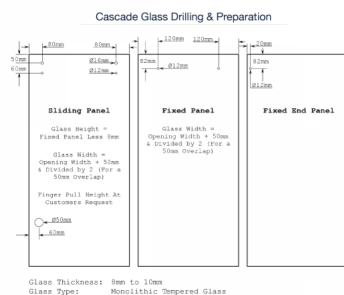 Cascade Glass Drilling & Preparation
80mm 80mm
120mm 120mm
20mm
50mm
60mm
Ø16mm
Ø12mm
82mm
Ø12mm
82mm
Ø12mm
Sliding Panel
Glass Height =
Fixed Panel Less 8mm
Glass Width =
Opening Width + 50mm
& Divided by 2 (For a
50mm Overlap)
Finger Pull Height At
Customers Request
Ø50mm
60mm
Fixed Panel
Glass Width =
Opening Width + 50mm
& Divided by 2 (For a
50mm Overlap)
Fixed End Panel
Glass Thickness: 8mm to 10mm
Glass Type: Monolithic Tempered Glass